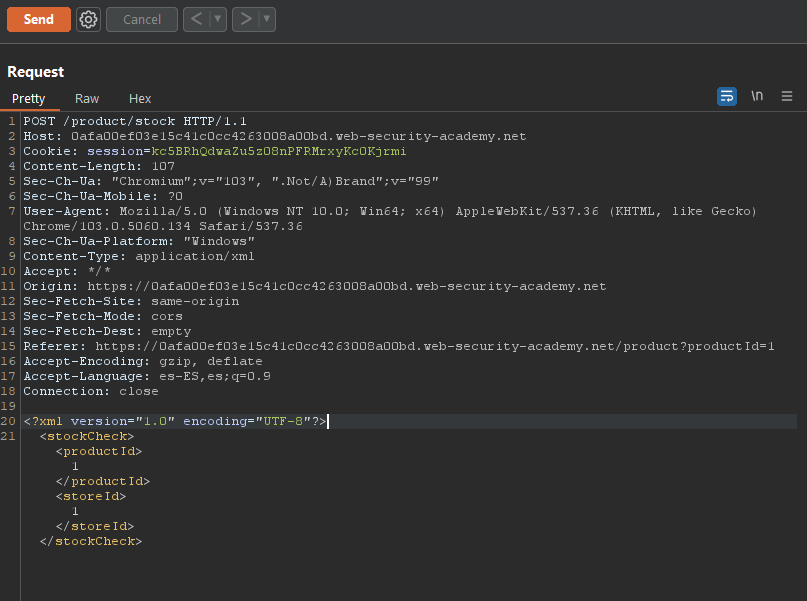 Send Cancel < ▼ > ▼
Request
Pretty Raw Hex \n
1 POST /product/stock HTTP/1.1
2 Host: 0afa00ef03e15c41c0cc4263008a00bd.web-security-academy.net
3 Cookie: session=kc5BRhQdwaZu5z08nPFRMrxyKc0Kjrmi
4 Content-Length: 107
5 Sec-Ch-Ua: "Chromium";v="103", ".Not/A)Brand";v="99"
6 Sec-Ch-Ua-Mobile: ?0
7 User-Agent: Mozilla/5.0 (Windows NT 10.0; Win64; x64) AppleWebKit/537.36 (KHTML, like Gecko)
Chrome/103.0.5060.134 Safari/537.36
8 Sec-Ch-Ua-Platform: "Windows"
9 Content-Type: application/xml
10 Accept: */*
11 Origin: https://0afa00ef03e15c41c0cc4263008a00bd.web-security-academy.net
12 Sec-Fetch-Site: same-origin
13 Sec-Fetch-Mode: cors
14 Sec-Fetch-Dest: empty
15 Referer: https://0afa00ef03e15c41c0cc4263008a00bd.web-security-academy.net/product?productId=1
16 Accept-Encoding: gzip, deflate
17 Accept-Language: es-ES,es;q=0.9
18 Connection: close
19
20 <?xml version="1.0" encoding="UTF-8"?>
21 <stockCheck>
<productId>
1
</productId>
<storeId>
1
</storeId>
</stockCheck>